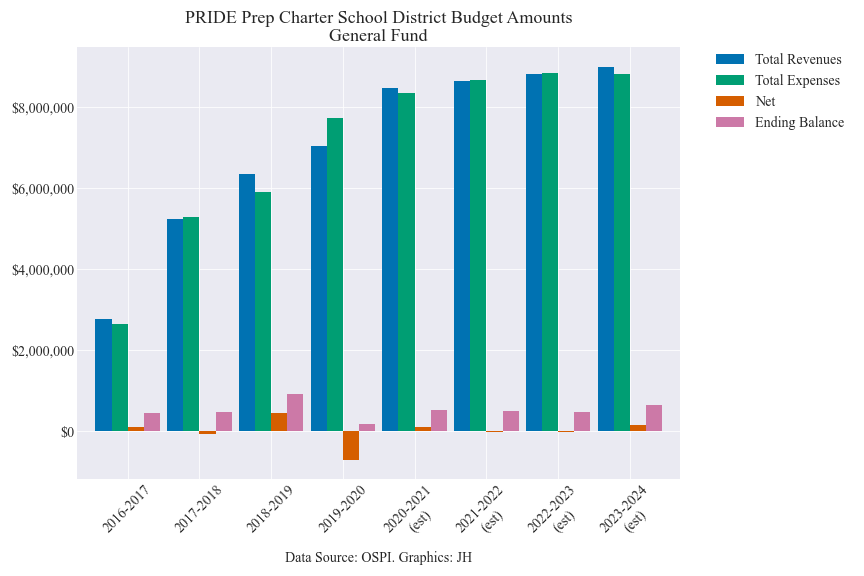 PRIDE Prep Charter School District Budget Amounts
General Fund
Total Revenues
Total Expenses
Net
Ending Balance
$8,000,000
$6,000,000
$4,000,000
$2,000,000
$0
2016-2017
2017-2018
2018-2019
2019-2020
2020-2021
(est)
2021-2022
(est)
2022-2023
(est)
2023-2024
(est)
Data Source: OSPI. Graphics: JH